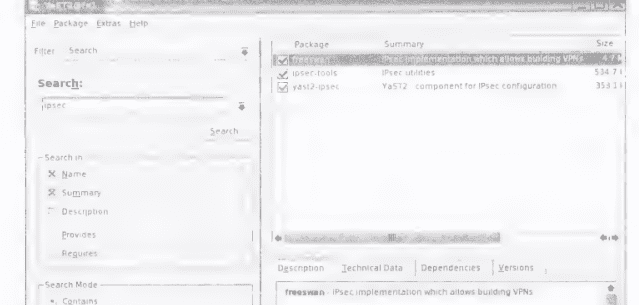 File Package Extras Help
Filter Search
Search:
ipsec
Search
Search in
Name
Summary
Description
Provides
Requires
Search Mode
Contains
Package Summary Size
freeswan IPsec implementation which allows building VPNs 4.7
ipsec-tools IPsec utilities 534.7
yast2-ipsec YaST2 component for IPsec configuration 353.1
Description Technical Data Dependencies Versions
freeswan - IPsec implementation which allows building VPNs